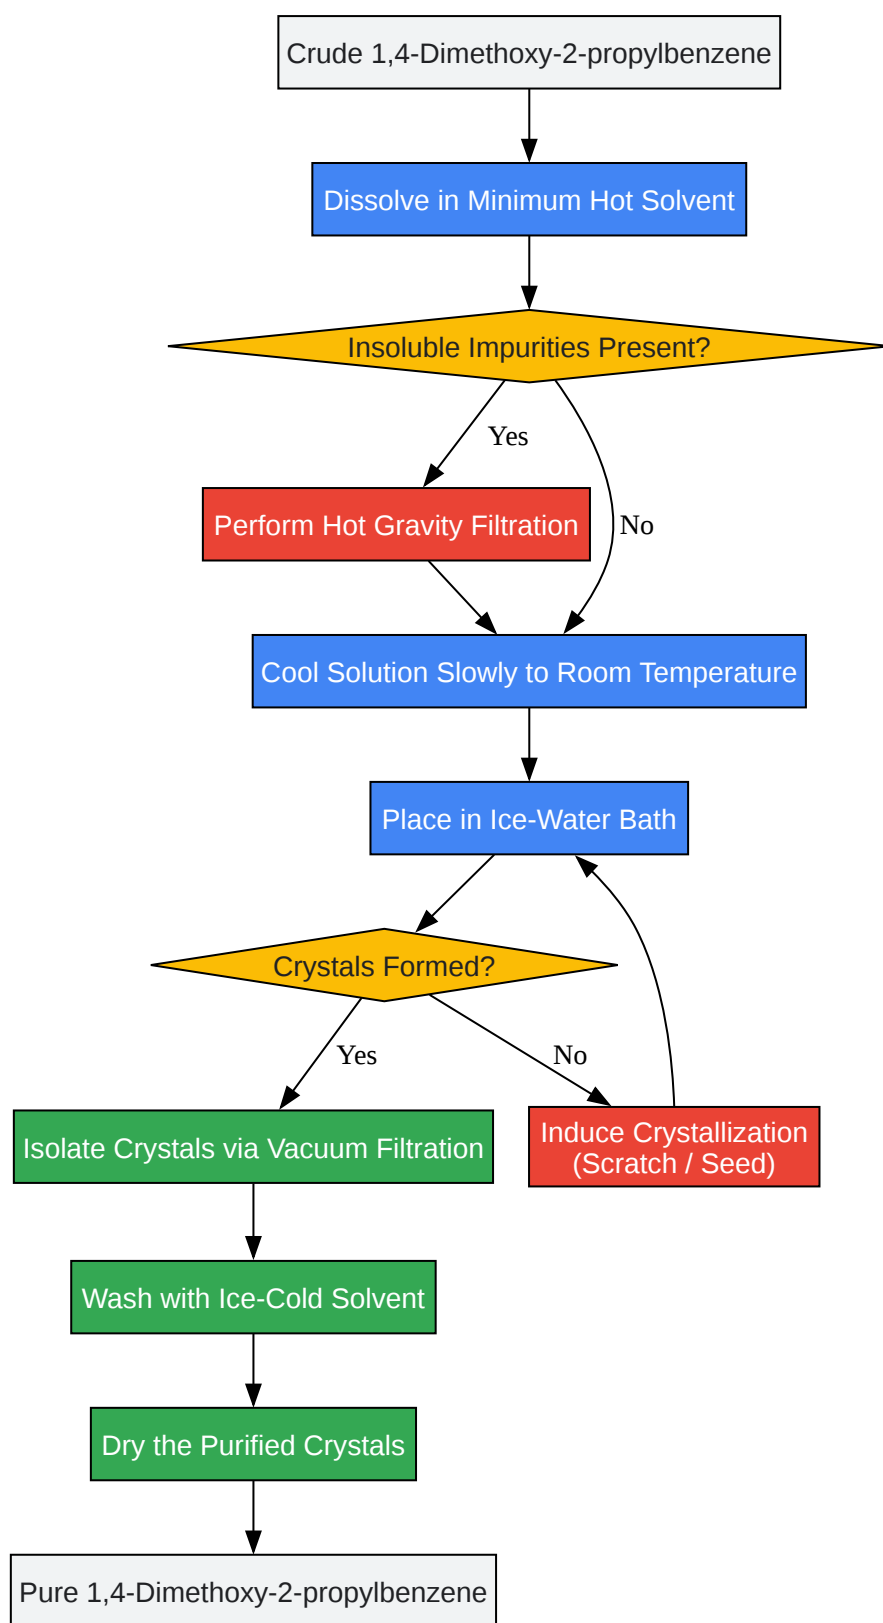 Crude 1,4-Dimethoxy-2-propylbenzene
Dissolve in Minimum Hot Solvent
Insoluble Impurities Present?
Yes
Perform Hot Gravity Filtration
No
Cool Solution Slowly to Room Temperature
Place in Ice-Water Bath
Crystals Formed?
Yes
No
Isolate Crystals via Vacuum Filtration
Induce Crystallization
(Scratch / Seed)
Wash with Ice-Cold Solvent
Dry the Purified Crystals
Pure 1,4-Dimethoxy-2-propylbenzene